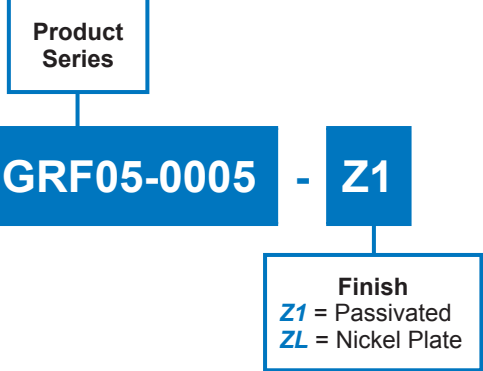 Product
Series
GRF05-0005 - Z1
Finish
Z1 = Passivated
ZL = Nickel Plate